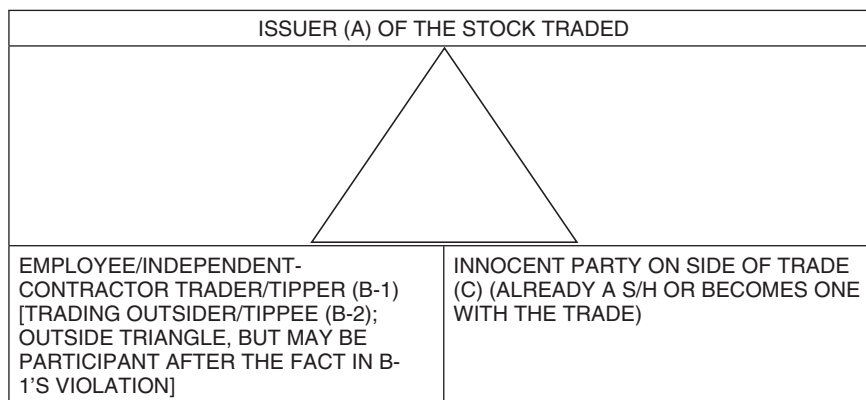 ISSUER (A) OF THE STOCK TRADED
EMPLOYEE/INDEPENDENT-
CONTRACTOR TRADER/TIPPER (B-1)
[TRADING OUTSIDER/TIPPEE (B-2);
OUTSIDE TRIANGLE, BUT MAY BE
PARTICIPANT AFTER THE FACT IN B-
1'S VIOLATION]
INNOCENT PARTY ON SIDE OF TRADE
(C) (ALREADY A S/H OR BECOMES ONE
WITH THE TRADE)